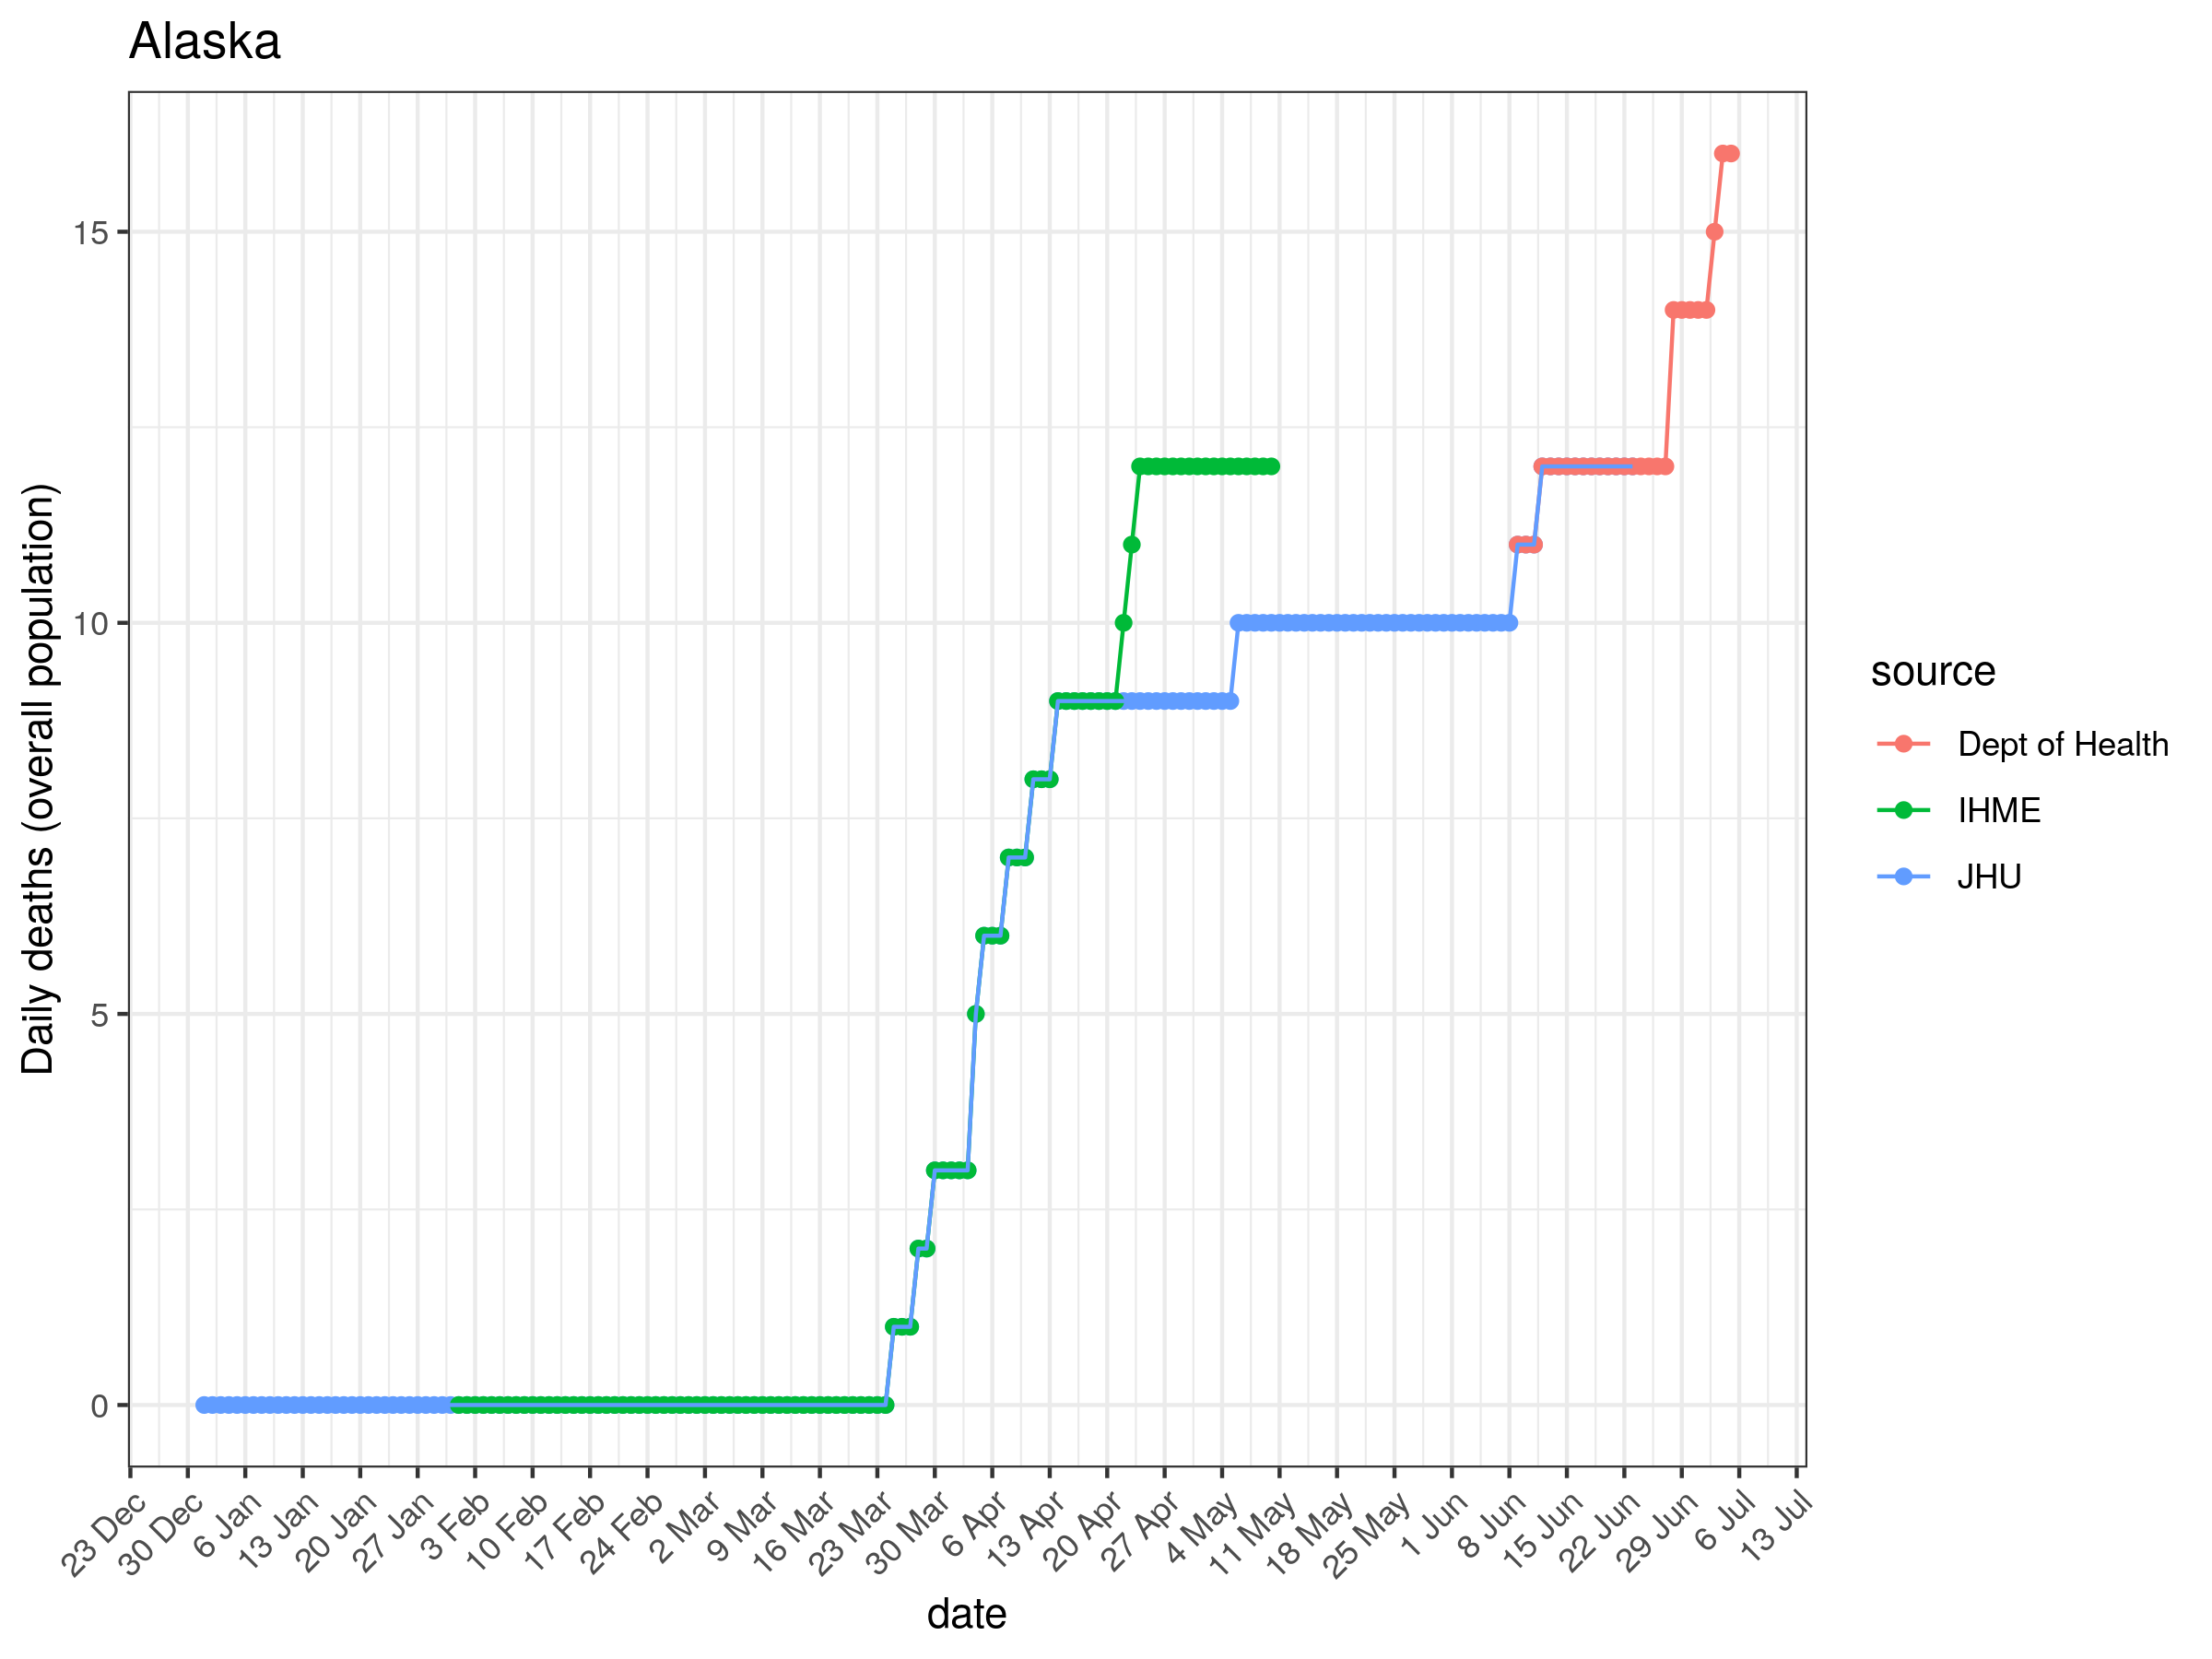 Alaska
Daily deaths (overall population)
15
10
5
0
23 Dec
30 Dec
6 Jan
13 Jan
20 Jan
27 Jan
3 Feb
10 Feb
17 Feb
24 Feb
2 Mar
9 Mar
16 Mar
23 Mar
30 Mar
6 Apr
13 Apr
20 Apr
27 Apr
4 May
11 May
18 May
25 May
1 Jun
8 Jun
15 Jun
22 Jun
29 Jun
6 Jul
13 Jul
date
source
Dept of Health
IHME
JHU